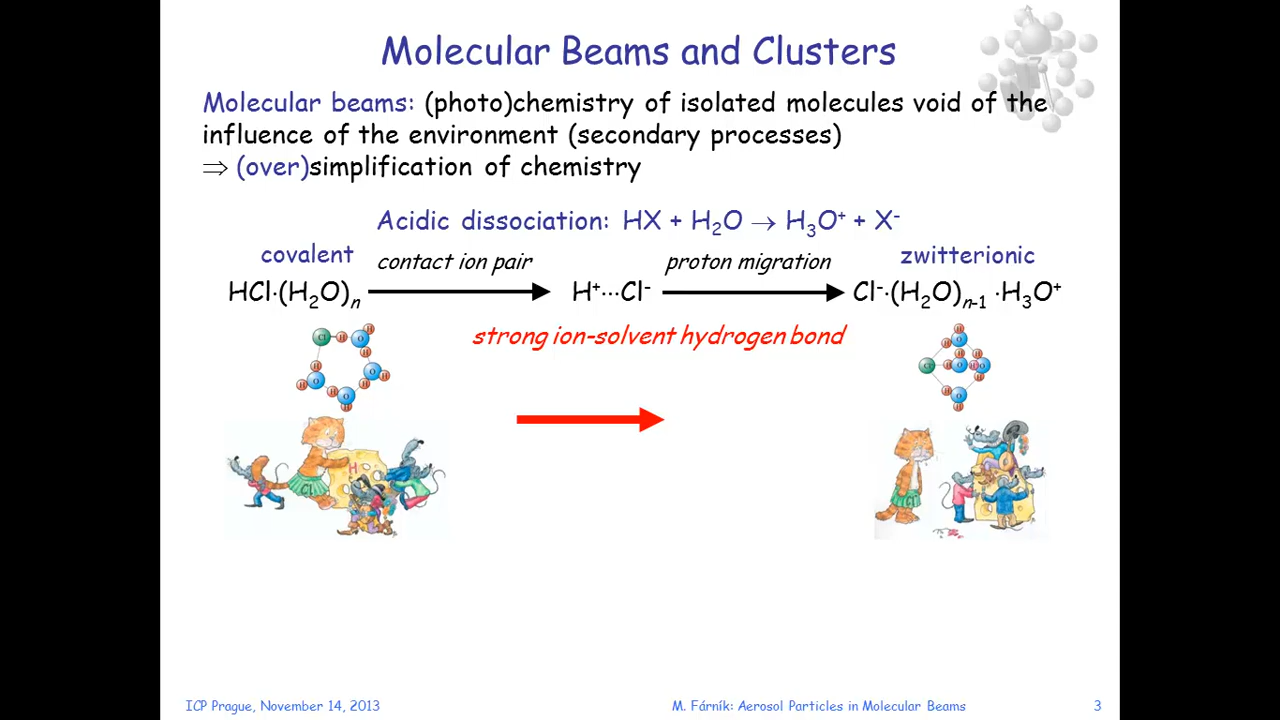 Molecular Beams and Clusters
Molecular beams: (photo)chemistry of isolated molecules void of the
influence of the environment (secondary processes)
⇒ (over)simplification of chemistry
Acidic dissociation: HX + H₂O → H₃O⁺ + X⁻
covalent contact ion pair proton migration zwitterionic
HCl·(H₂O)ₙ H⁺···Cl⁻ Cl⁻·(H₂O)ₙ₋₁ ·H₃O⁺
strong ion-solvent hydrogen bond
ICP Prague, November 14, 2013 M. Fárník: Aerosol Particles in Molecular Beams 3